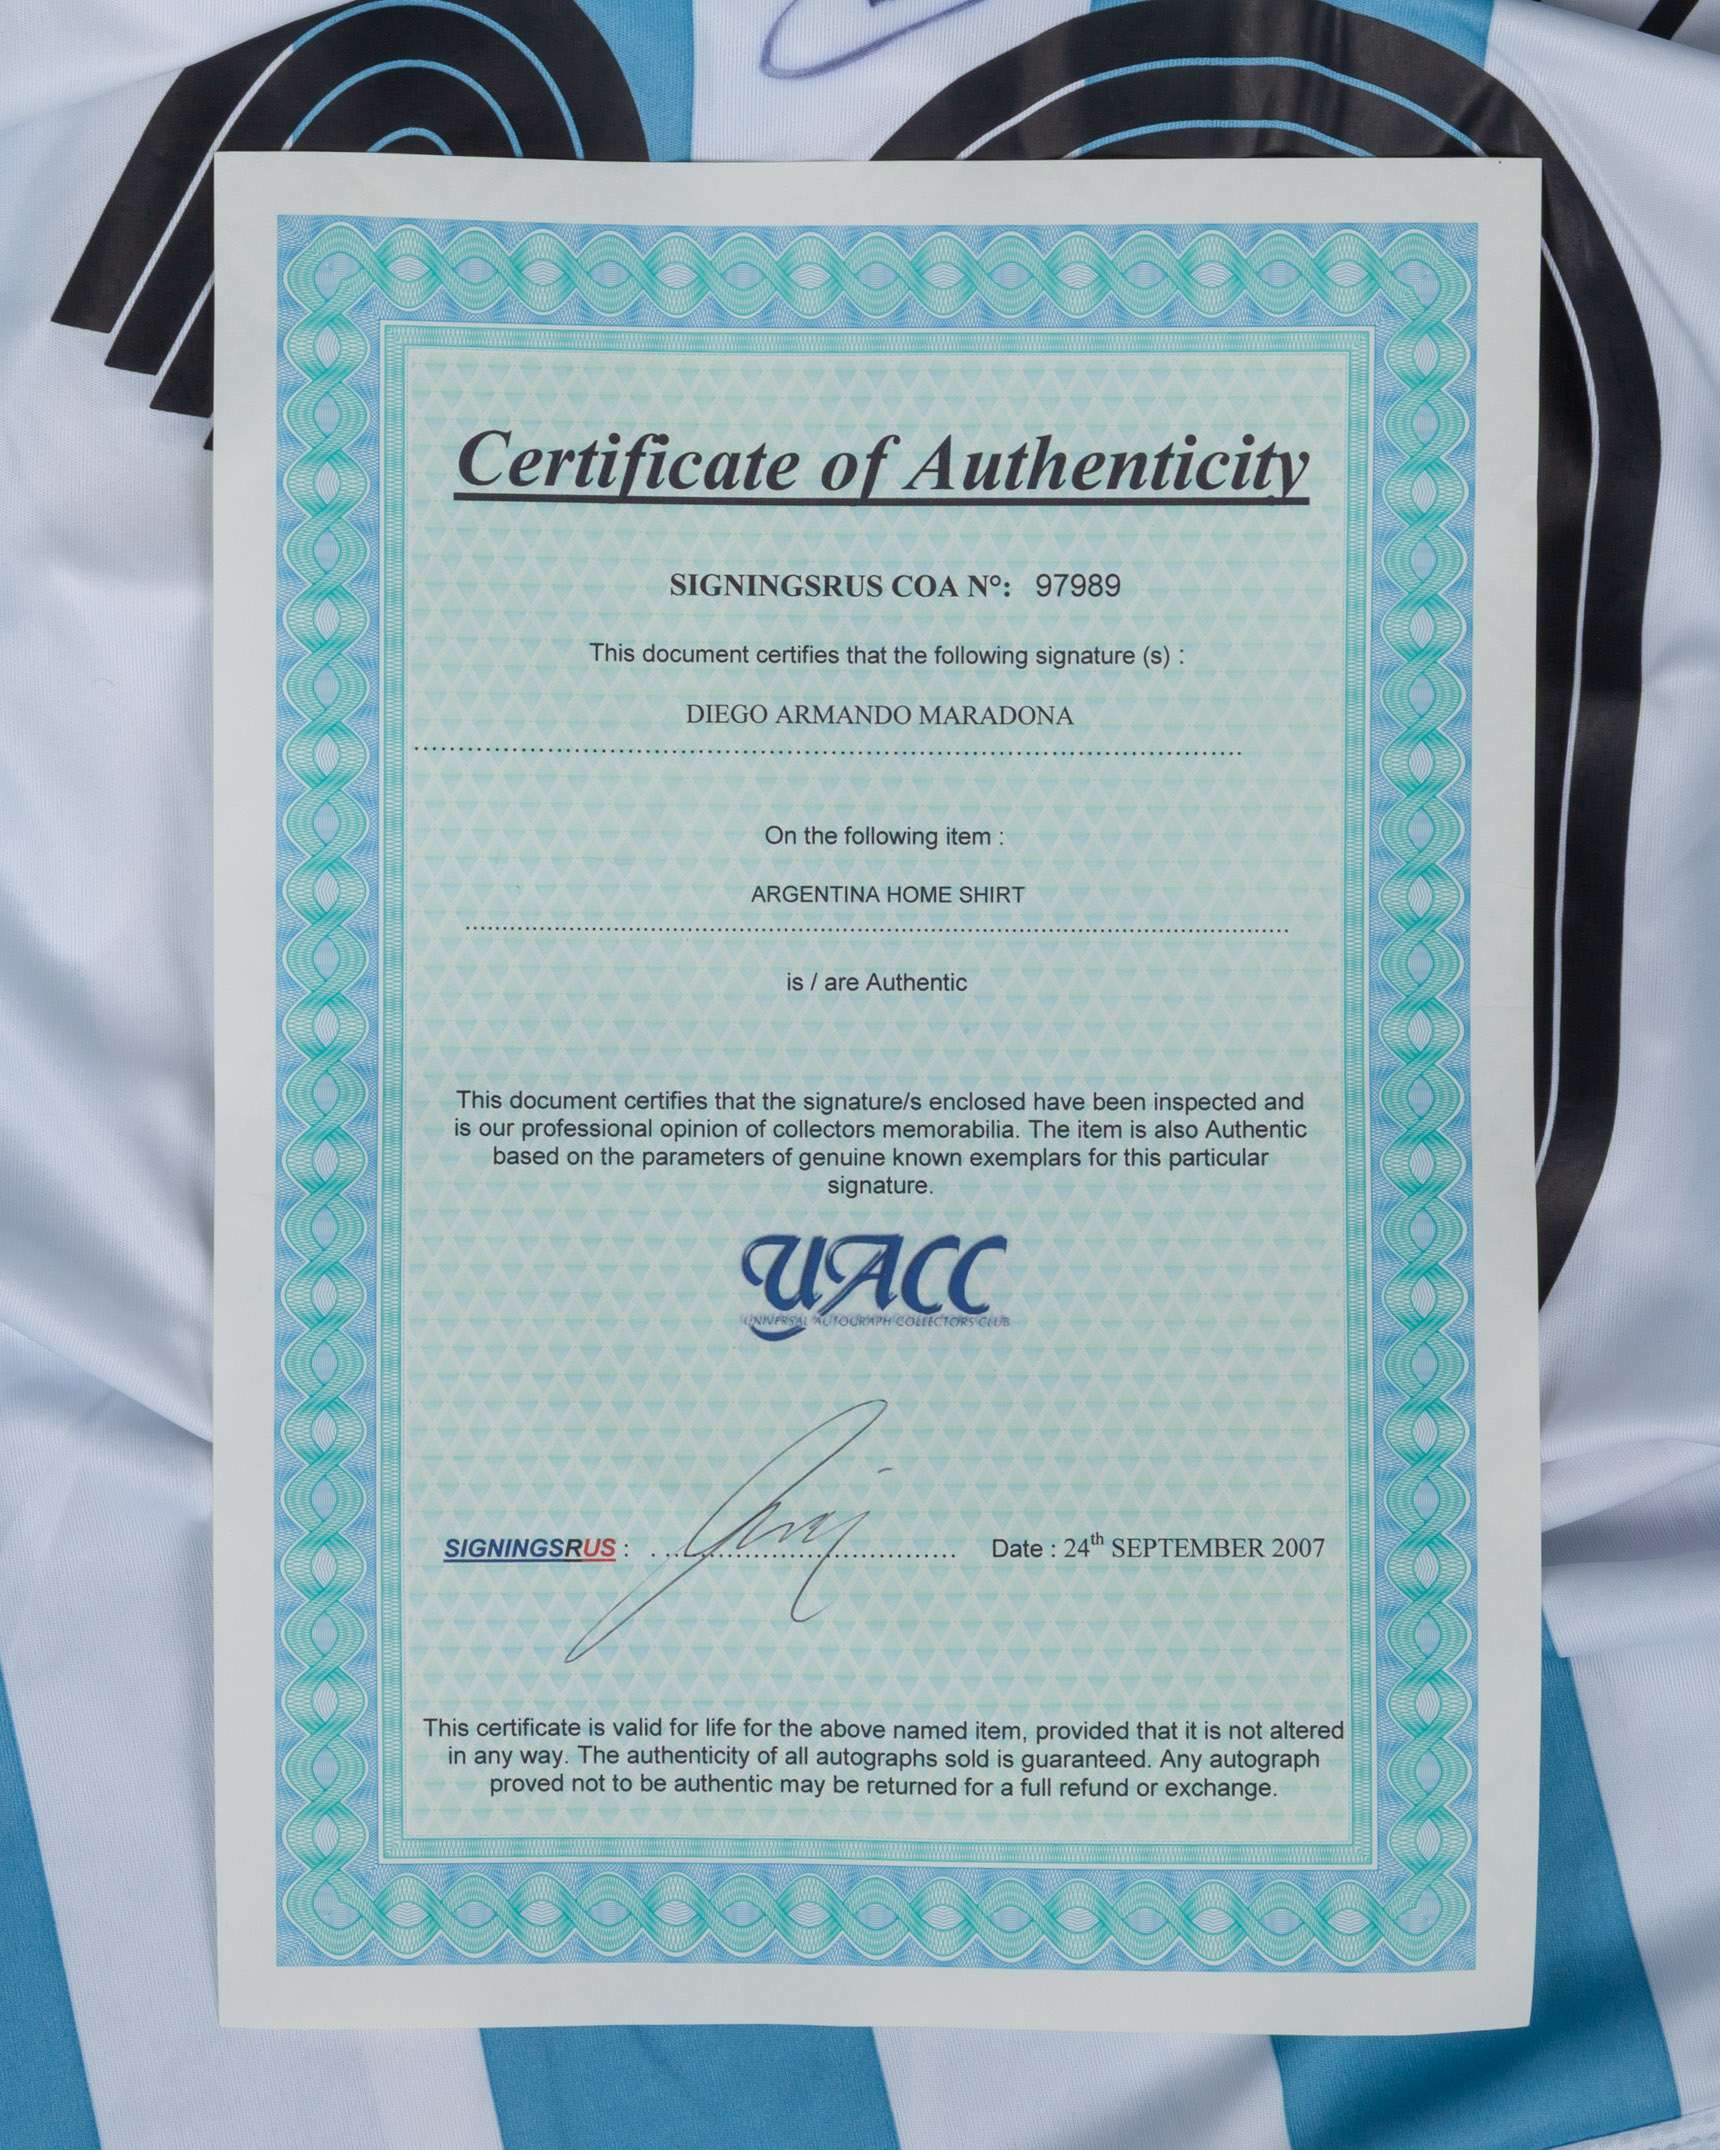 Certificate of Authenticity
SIGNINGSRUS COA Nº: 97989
This document certifies that the following signature (s) :
DIEGO ARMANDO MARADONA
On the following item :
ARGENTINA HOME SHIRT
is / are Authentic
This document certifies that the signature/s enclosed have been inspected and
is our professional opinion of collectors memorabilia. The item is also Authentic
based on the parameters of genuine known exemplars for this particular
signature.
UACC
UNIVERSAL AUTOGRAPH COLLECTORS CLUB
SIGNINGSRUS : Date : 24th SEPTEMBER 2007
This certificate is valid for life for the above named item, provided that it is not altered
in any way. The authenticity of all autographs sold is guaranteed. Any autograph
proved not to be authentic may be returned for a full refund or exchange.